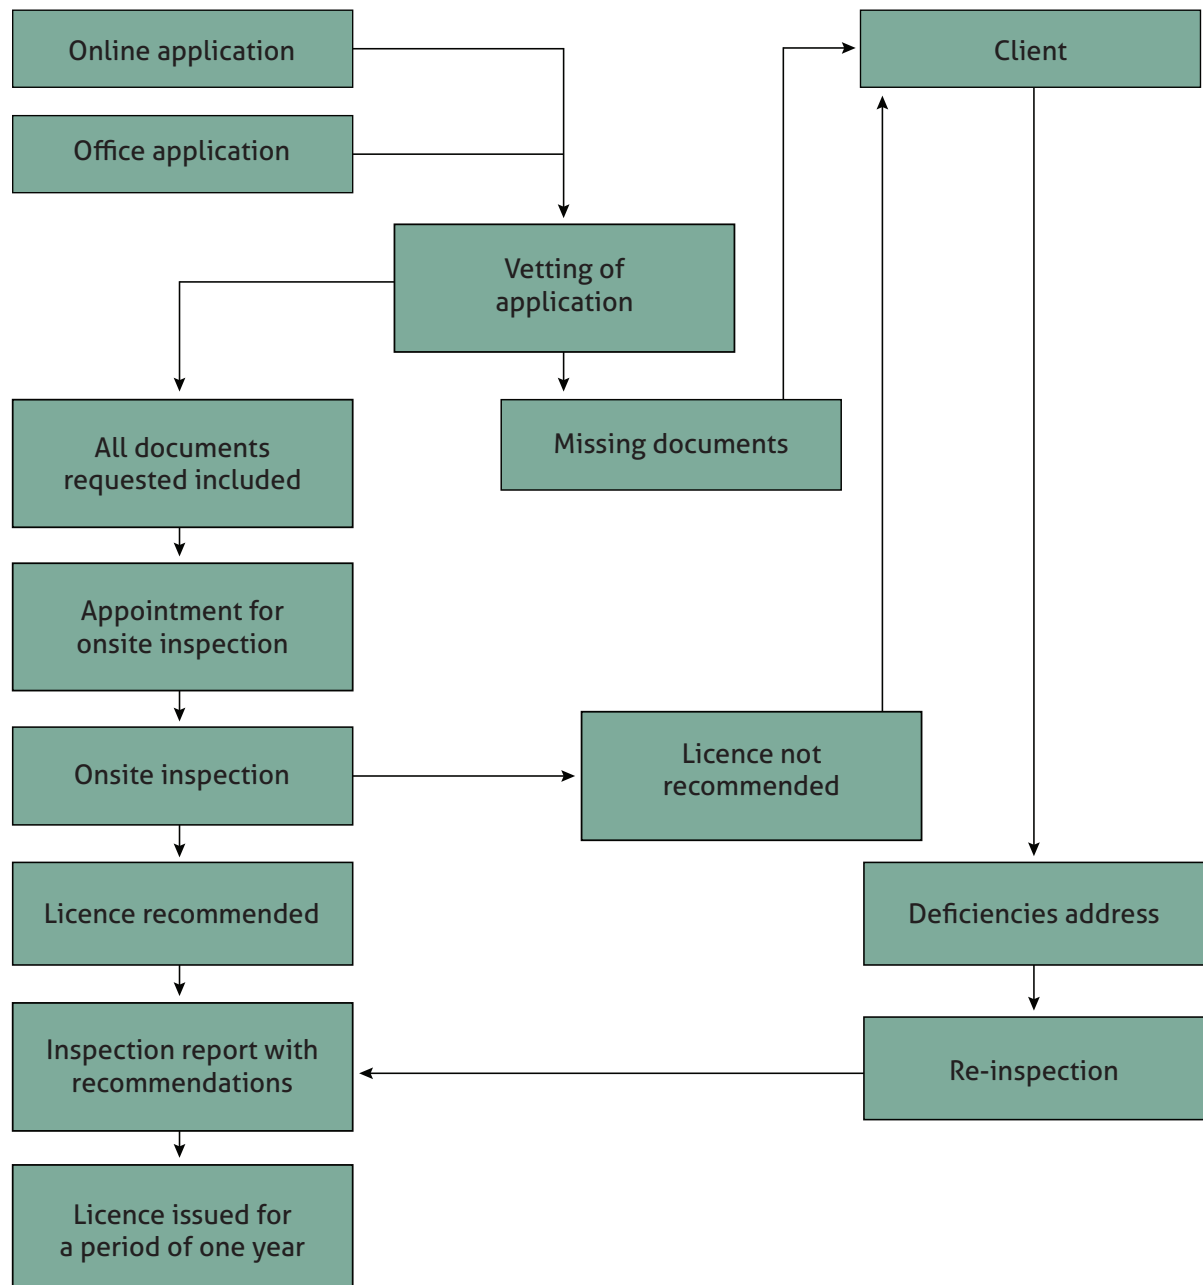 Online application
Client
Office application
Vetting of
application
All documents
requested included
Missing documents
Appointment for
onsite inspection
Onsite inspection
Licence not
recommended
Licence recommended
Deficiencies address
Inspection report with
recommendations
Re-inspection
Licence issued for
a period of one year